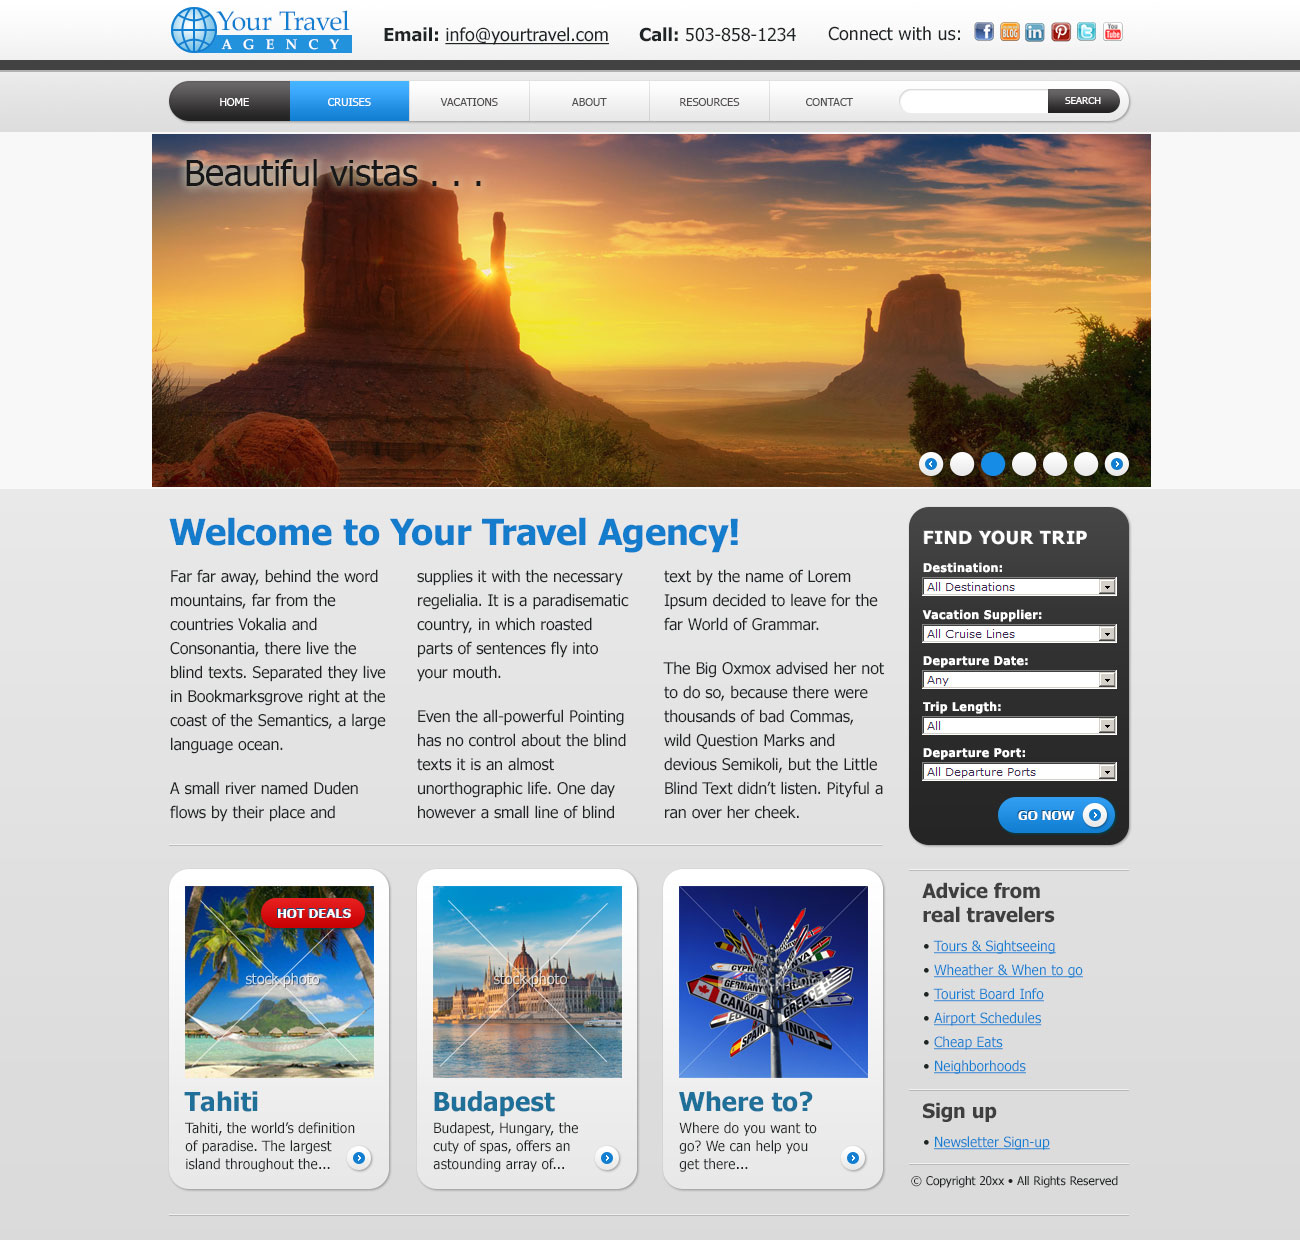 Your Travel
AGENCY
Email: info@yourtravel.com
Call: 503-858-1234
Connect with us:
BLOG
in
You
Tube
HOME
CRUISES
VACATIONS
ABOUT
RESOURCES
CONTACT
SEARCH
Beautiful vistas . . .
Welcome to Your Travel Agency!
Far far away, behind the word
mountains, far from the
countries Vokalia and
Consonantia, there live the
blind texts. Separated they live
in Bookmarksgrove right at the
coast of the Semantics, a large
language ocean.
A small river named Duden
flows by their place and
supplies it with the necessary
regelialia. It is a paradisematic
country, in which roasted
parts of sentences fly into
your mouth.
Even the all-powerful Pointing
has no control about the blind
texts it is an almost
unorthographic life. One day
however a small line of blind
text by the name of Lorem
Ipsum decided to leave for the
far World of Grammar.
The Big Oxmox advised her not
to do so, because there were
thousands of bad Commas,
wild Question Marks and
devious Semikoli, but the Little
Blind Text didn't listen. Pityful a
ran over her cheek.
FIND YOUR TRIP
Destination:
All Destinations
Vacation Supplier:
All Cruise Lines
Departure Date:
Any
Trip Length:
All
Departure Port:
All Departure Ports
GO NOW
HOT DEALS
stock photo
Tahiti
Tahiti, the world's definition
of paradise. The largest
island throughout the...
stock photo
Budapest
Budapest, Hungary, the
cuty of spas, offers an
astounding array of...
GERMANY
CANADA
GREECE
SPAIN
INDIA
Where to?
Where do you want to
go? We can help you
get there...
Advice from
real travelers
• Tours & Sightseeing
• Wheather & When to go
• Tourist Board Info
• Airport Schedules
• Cheap Eats
• Neighborhoods
Sign up
• Newsletter Sign-up
© Copyright 20xx • All Rights Reserved